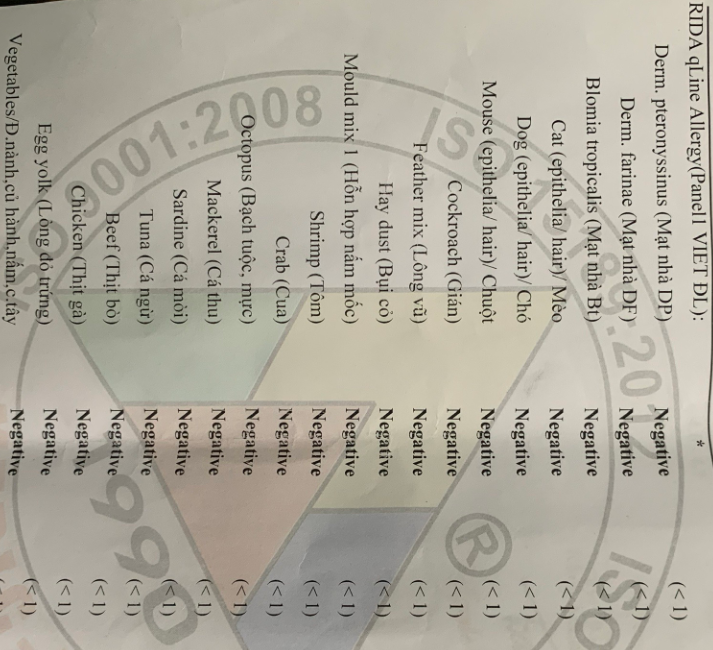 RIDA qLine Allergy(Panel1 VIET ĐL): *
Derm. pteronyssinus (Mạt nhà DP) Negative (< 1)
Derm. farinae (Mạt nhà DF) Negative (< 1)
Blomia tropicalis (Mạt nhà Bt) Negative (< 1)
Cat (epithelia/ hair)/ Mèo Negative (< 1)
Dog (epithelia/ hair)/ Chó Negative (< 1)
Mouse (epithelia/ hair)/ Chuột Negative (< 1)
Cockroach (Gián) Negative (< 1)
Feather mix (Lông vũ) Negative (< 1)
Hay dust (Bụi cỏ) Negative (< 1)
Mould mix 1 (Hỗn hợp nấm mốc) Negative (< 1)
Shrimp (Tôm) Negative (< 1)
Crab (Cua) Negative (< 1)
Octopus (Bạch tuộc, mực) Negative (< 1)
Mackerel (Cá thu) Negative (< 1)
Sardine (Cá mòi) Negative (< 1)
Tuna (Cá ngừ) Negative (< 1)
Beef (Thịt bò) Negative (< 1)
Chicken (Thịt gà) Negative (< 1)
Egg yolk (Lòng đỏ trứng) Negative (< 1)
Vegetables/Đ.nành,củ hành,nấm,c.tây Negative
9001:2008
ISO 15189:2012
ISO
1990
®